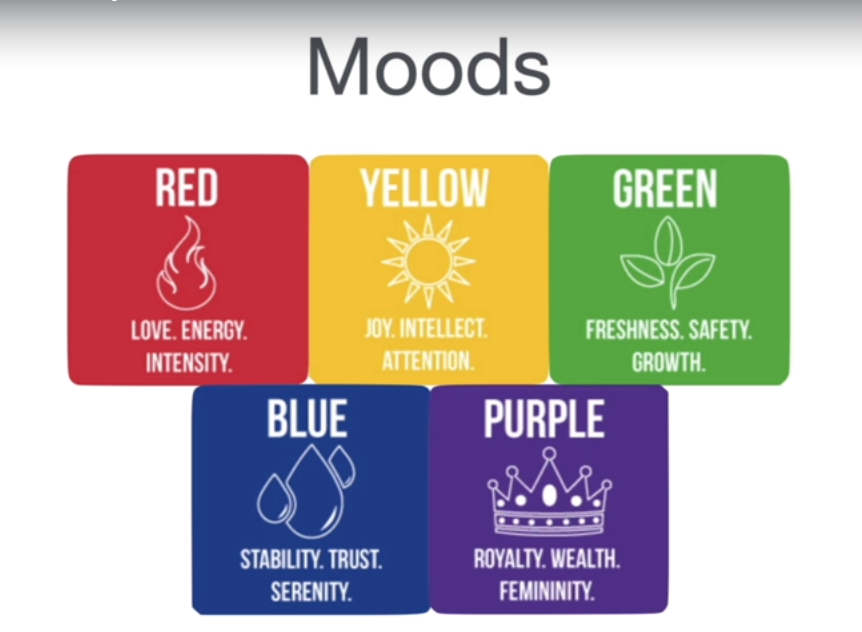 Moods
RED
LOVE. ENERGY.
INTENSITY.
YELLOW
JOY. INTELLECT.
ATTENTION.
GREEN
FRESHNESS. SAFETY.
GROWTH.
BLUE
STABILITY. TRUST.
SERENITY.
PURPLE
ROYALTY. WEALTH.
FEMININITY.